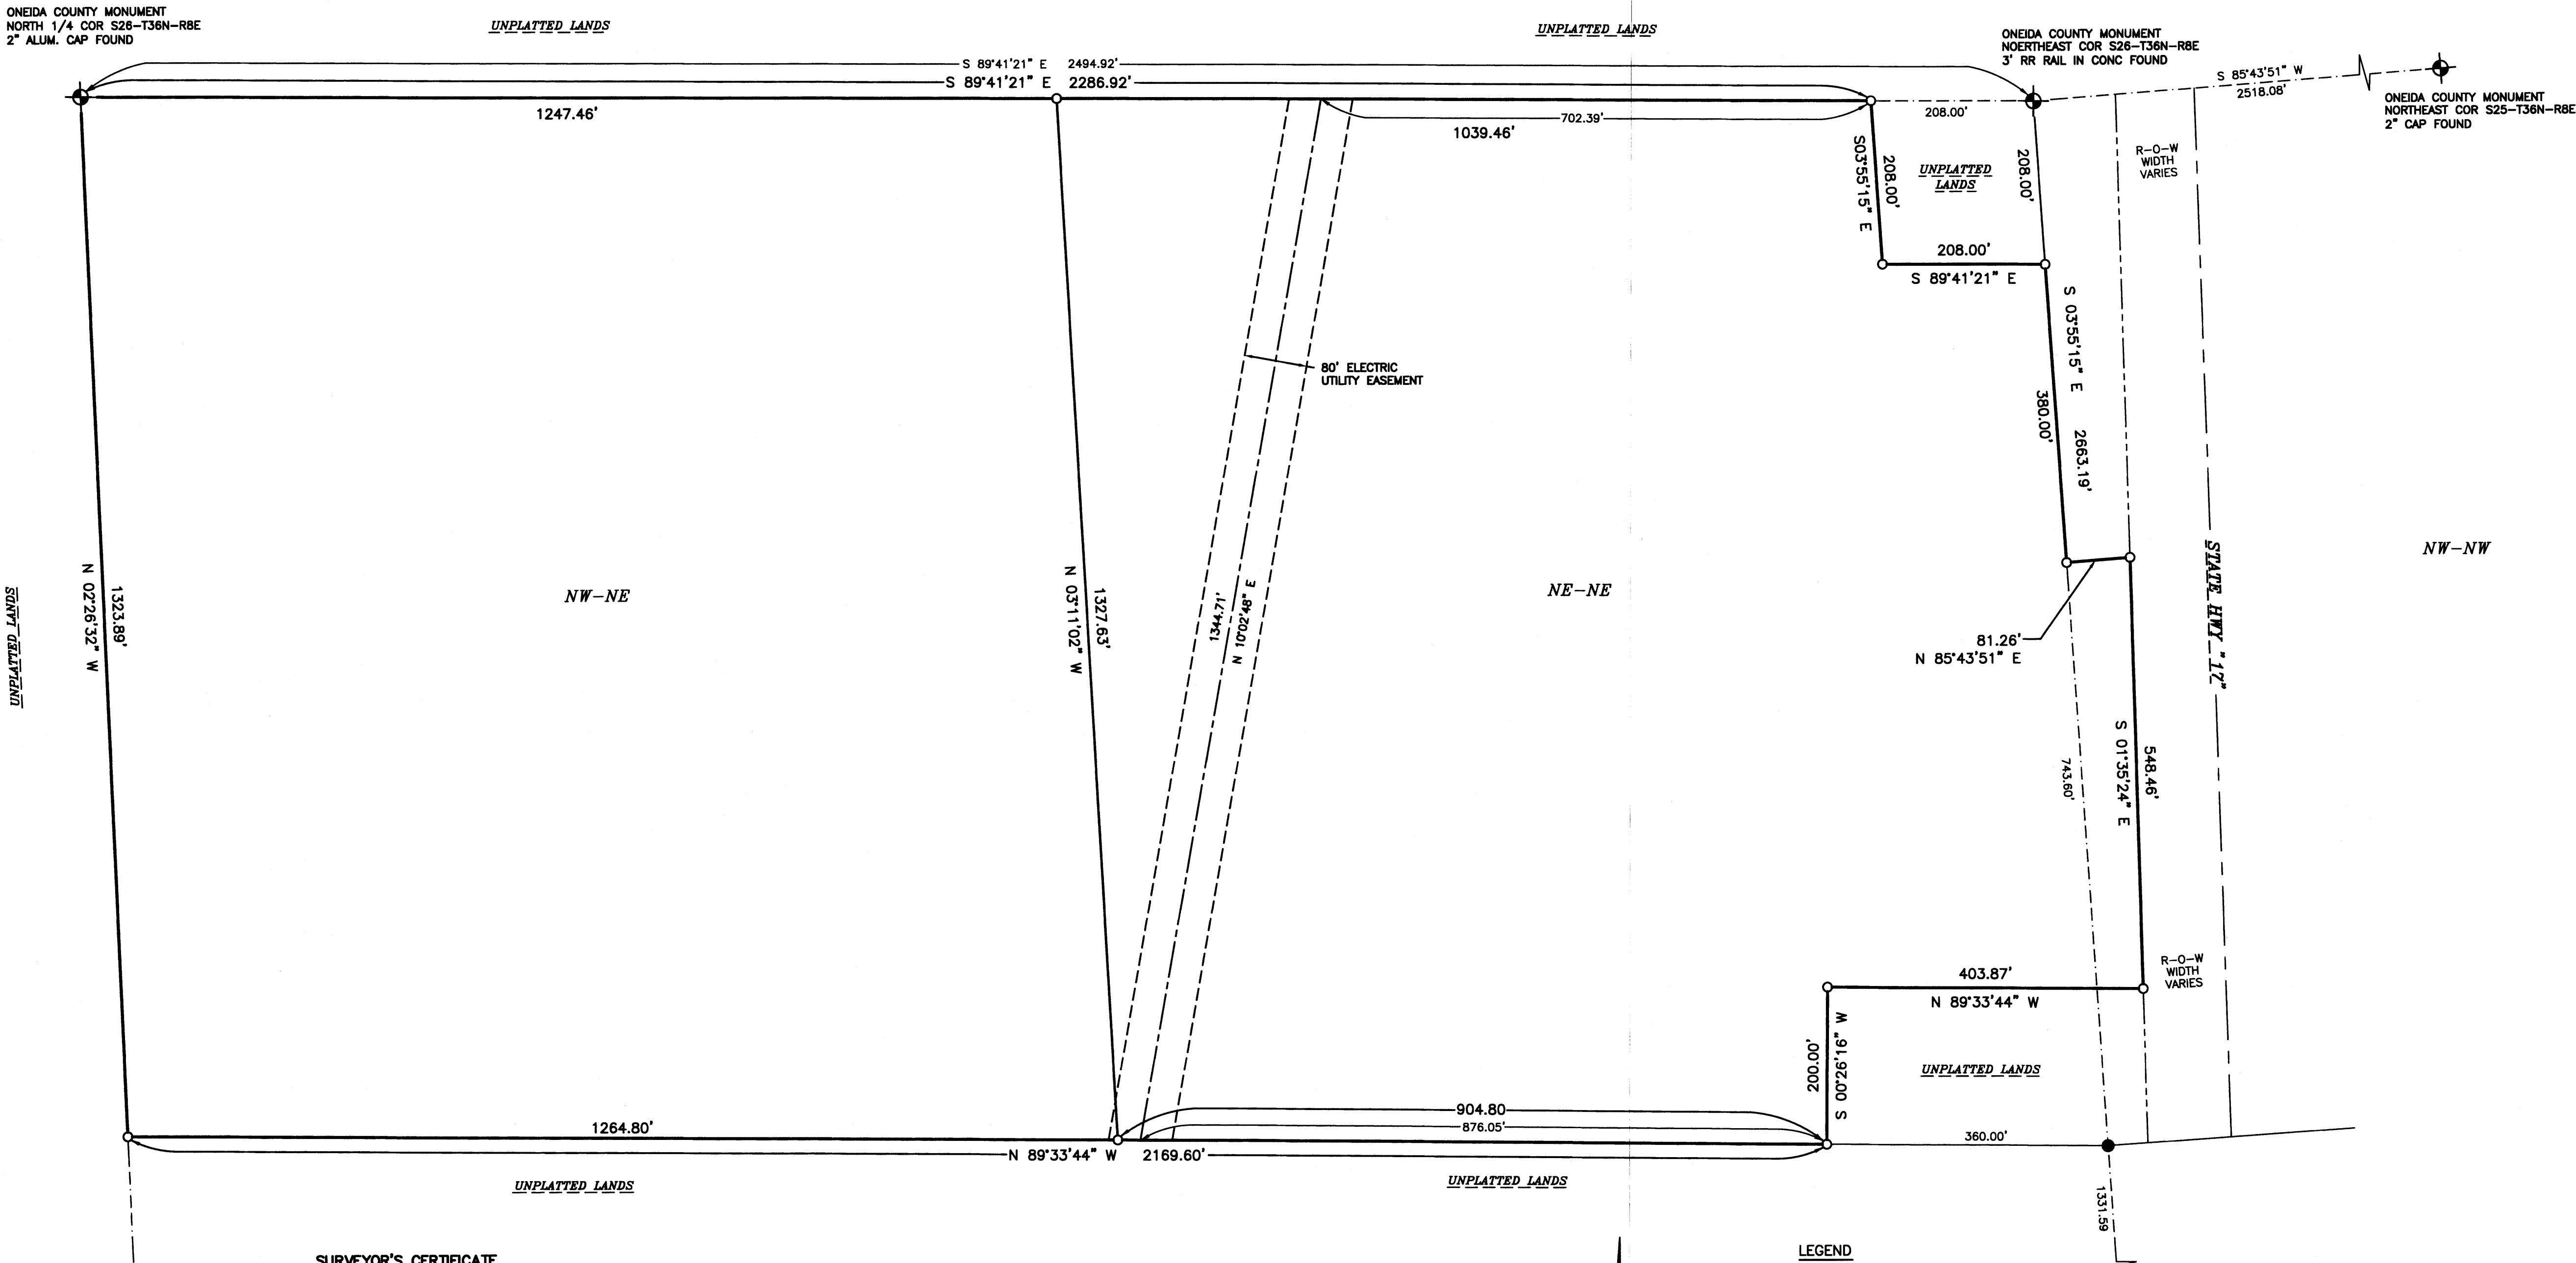 ONEIDA COUNTY MONUMENT
NORTH 1/4 COR S26-T36N-R8E
2" ALUM. CAP FOUND
UNPLATTED LANDS
UNPLATTED LANDS
ONEIDA COUNTY MONUMENT
NOERTHEAST COR S26-T36N-R8E
3' RR RAIL IN CONC FOUND
S 85°43'51" W
2518.08'
ONEIDA COUNTY MONUMENT
NORTHEAST COR S25-T36N-R8E
2" CAP FOUND
S 89°41'21" E 2494.92'
S 89°41'21" E 2286.92'
1247.46'
702.39'
1039.46'
208.00'
R-O-W
WIDTH
VARIES
S03°55'15" E
208.00'
UNPLATTED
LANDS
208.00'
208.00'
S 89°41'21" E
S 03°55'15" E 2663.19'
380.00'
80' ELECTRIC
UTILITY EASEMENT
UNPLATTED LANDS
N 02°26'32" W
1323.89'
NW-NE
N 03°11'02" W
1327.63'
1344.71'
N 10°02'48" E
NE-NE
81.26'
N 85°43'51" E
STATE HWY "17"
NW-NW
743.60'
S 01°35'24" E
548.46'
403.87'
N 89°33'44" W
R-O-W
WIDTH
VARIES
200.00'
S 00°26'16" W
UNPLATTED LANDS
1264.80'
904.80
876.05'
360.00'
N 89°33'44" W 2169.60'
UNPLATTED LANDS
UNPLATTED LANDS
1331.59
SURVEYOR'S CERTIFICATE
LEGEND